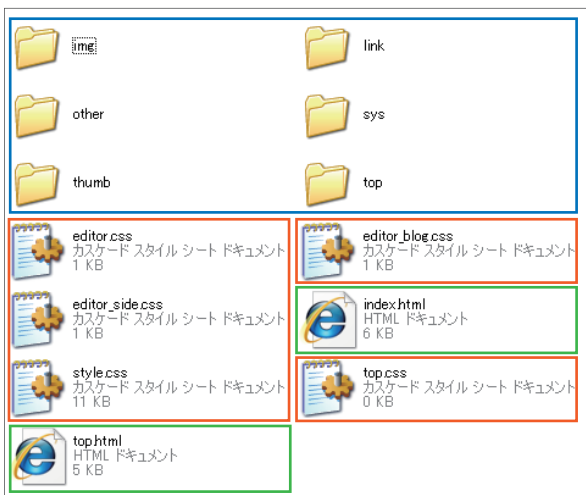 img
link
other
sys
thumb
top
editor.css
カスケード スタイル シート ドキュメント
1 KB
editor_blog.css
カスケード スタイル シート ドキュメント
1 KB
editor_side.css
カスケード スタイル シート ドキュメント
1 KB
index.html
HTML ドキュメント
6 KB
style.css
カスケード スタイル シート ドキュメント
11 KB
top.css
カスケード スタイル シート ドキュメント
0 KB
top.html
HTML ドキュメント
5 KB